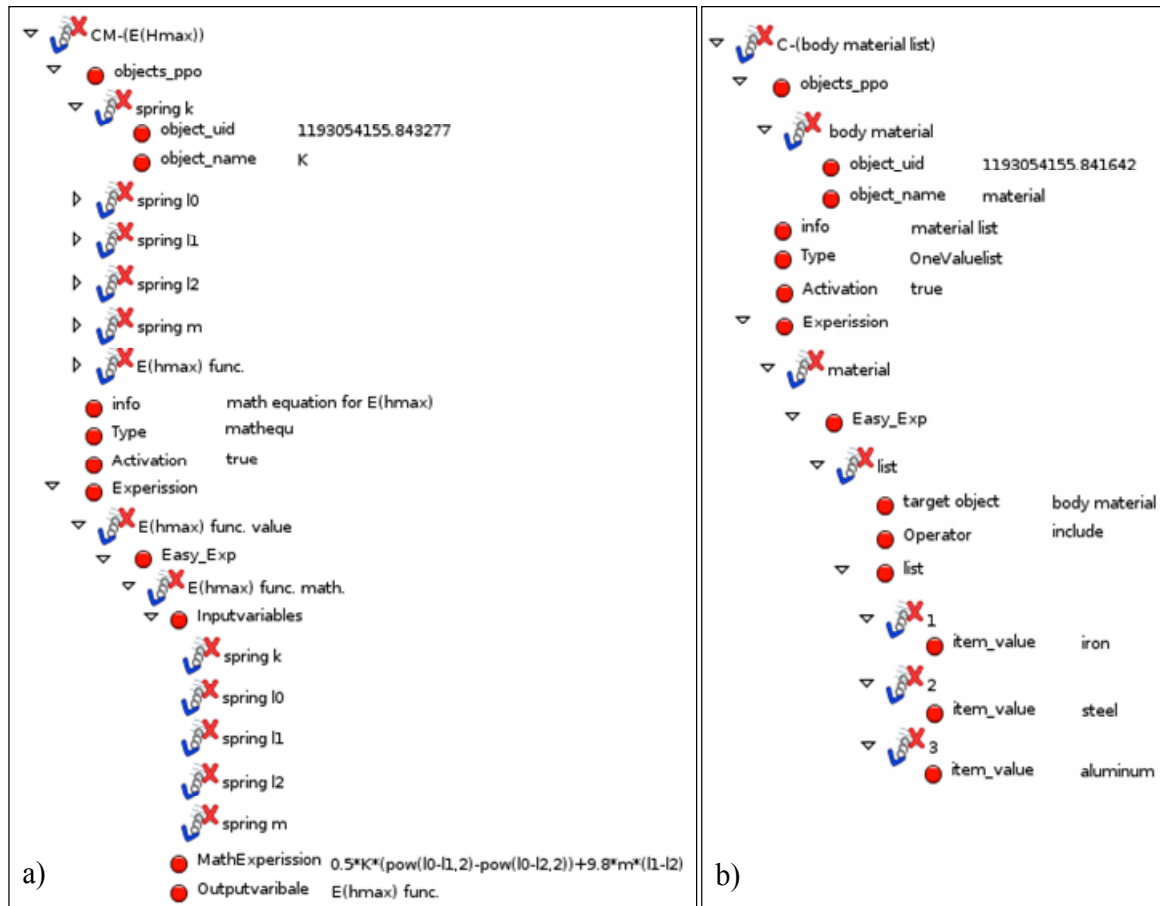 CM-(E(Hmax))
objects_ppo
spring k
object_uid 1193054155.843277
object_name K
spring l0
spring l1
spring l2
spring m
E(hmax) func.
info math equation for E(hmax)
Type mathequ
Activation true
Experission
E(hmax) func. value
Easy_Exp
E(hmax) func. math.
Inputvariables
spring k
spring l0
spring l1
spring l2
spring m
MathExperission 0.5*K*(pow(l0-l1,2)-pow(l0-l2,2))+9.8*m*(l1-l2)
Outputvaribale E(hmax) func.
a)
C-(body material list)
objects_ppo
body material
object_uid 1193054155.841642
object_name material
info material list
Type OneValuelist
Activation true
Experission
material
Easy_Exp
list
target object body material
Operator include
list
1
item_value iron
2
item_value steel
3
item_value aluminum
b)